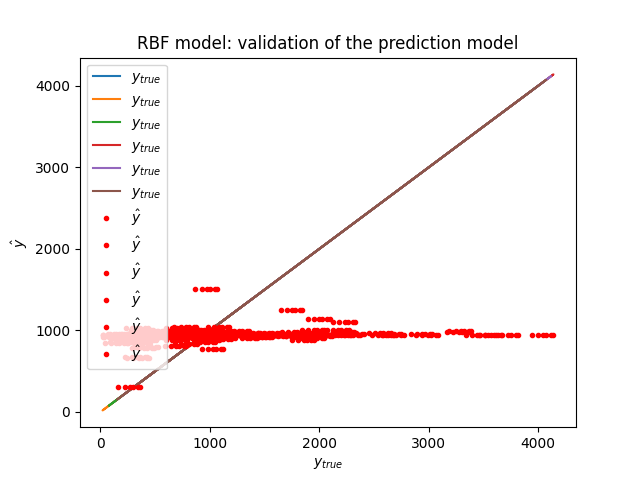 RBF model: validation of the prediction model
y_true
y_true
y_true
y_true
y_true
y_true
ŷ
ŷ
ŷ
ŷ
ŷ
ŷ
4000
3000
2000
1000
0
ŷ
0 1000 2000 3000 4000
y_true